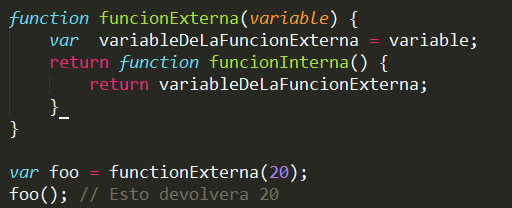 function funcionExterna(variable) {
    var  variableDeLaFuncionExterna = variable;
    return function funcionInterna() {
        return variableDeLaFuncionExterna;
    }_
}

var foo = functionExterna(20);
foo(); // Esto devolvera 20